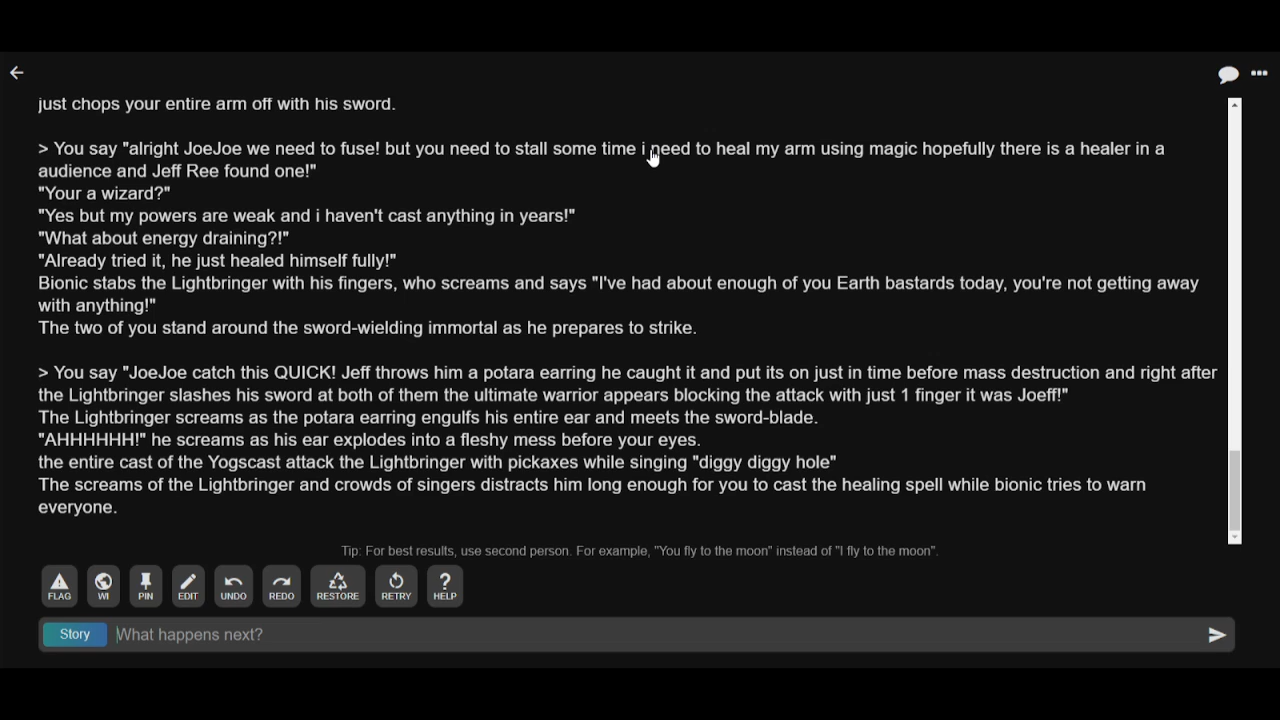 just chops your entire arm off with his sword.
> You say "alright JoeJoe we need to fuse! but you need to stall some time i need to heal my arm using magic hopefully there is a healer in a
audience and Jeff Ree found one!"
"Your a wizard?"
"Yes but my powers are weak and i haven't cast anything in years!"
"What about energy draining?!"
"Already tried it, he just healed himself fully!"
Bionic stabs the Lightbringer with his fingers, who screams and says "I've had about enough of you Earth bastards today, you're not getting away
with anything!"
The two of you stand around the sword-wielding immortal as he prepares to strike.
> You say "JoeJoe catch this QUICK! Jeff throws him a potara earring he caught it and put its on just in time before mass destruction and right after
the Lightbringer slashes his sword at both of them the ultimate warrior appears blocking the attack with just 1 finger it was Joeff!"
The Lightbringer screams as the potara earring engulfs his entire ear and meets the sword-blade.
"AHHHHHH!" he screams as his ear explodes into a fleshy mess before your eyes.
the entire cast of the Yogscast attack the Lightbringer with pickaxes while singing "diggy diggy hole"
The screams of the Lightbringer and crowds of singers distracts him long enough for you to cast the healing spell while bionic tries to warn
everyone.
Tip: For best results, use second person. For example, "You fly to the moon" instead of "I fly to the moon".
FLAG WI PIN EDIT UNDO REDO RESTORE RETRY HELP
Story What happens next?